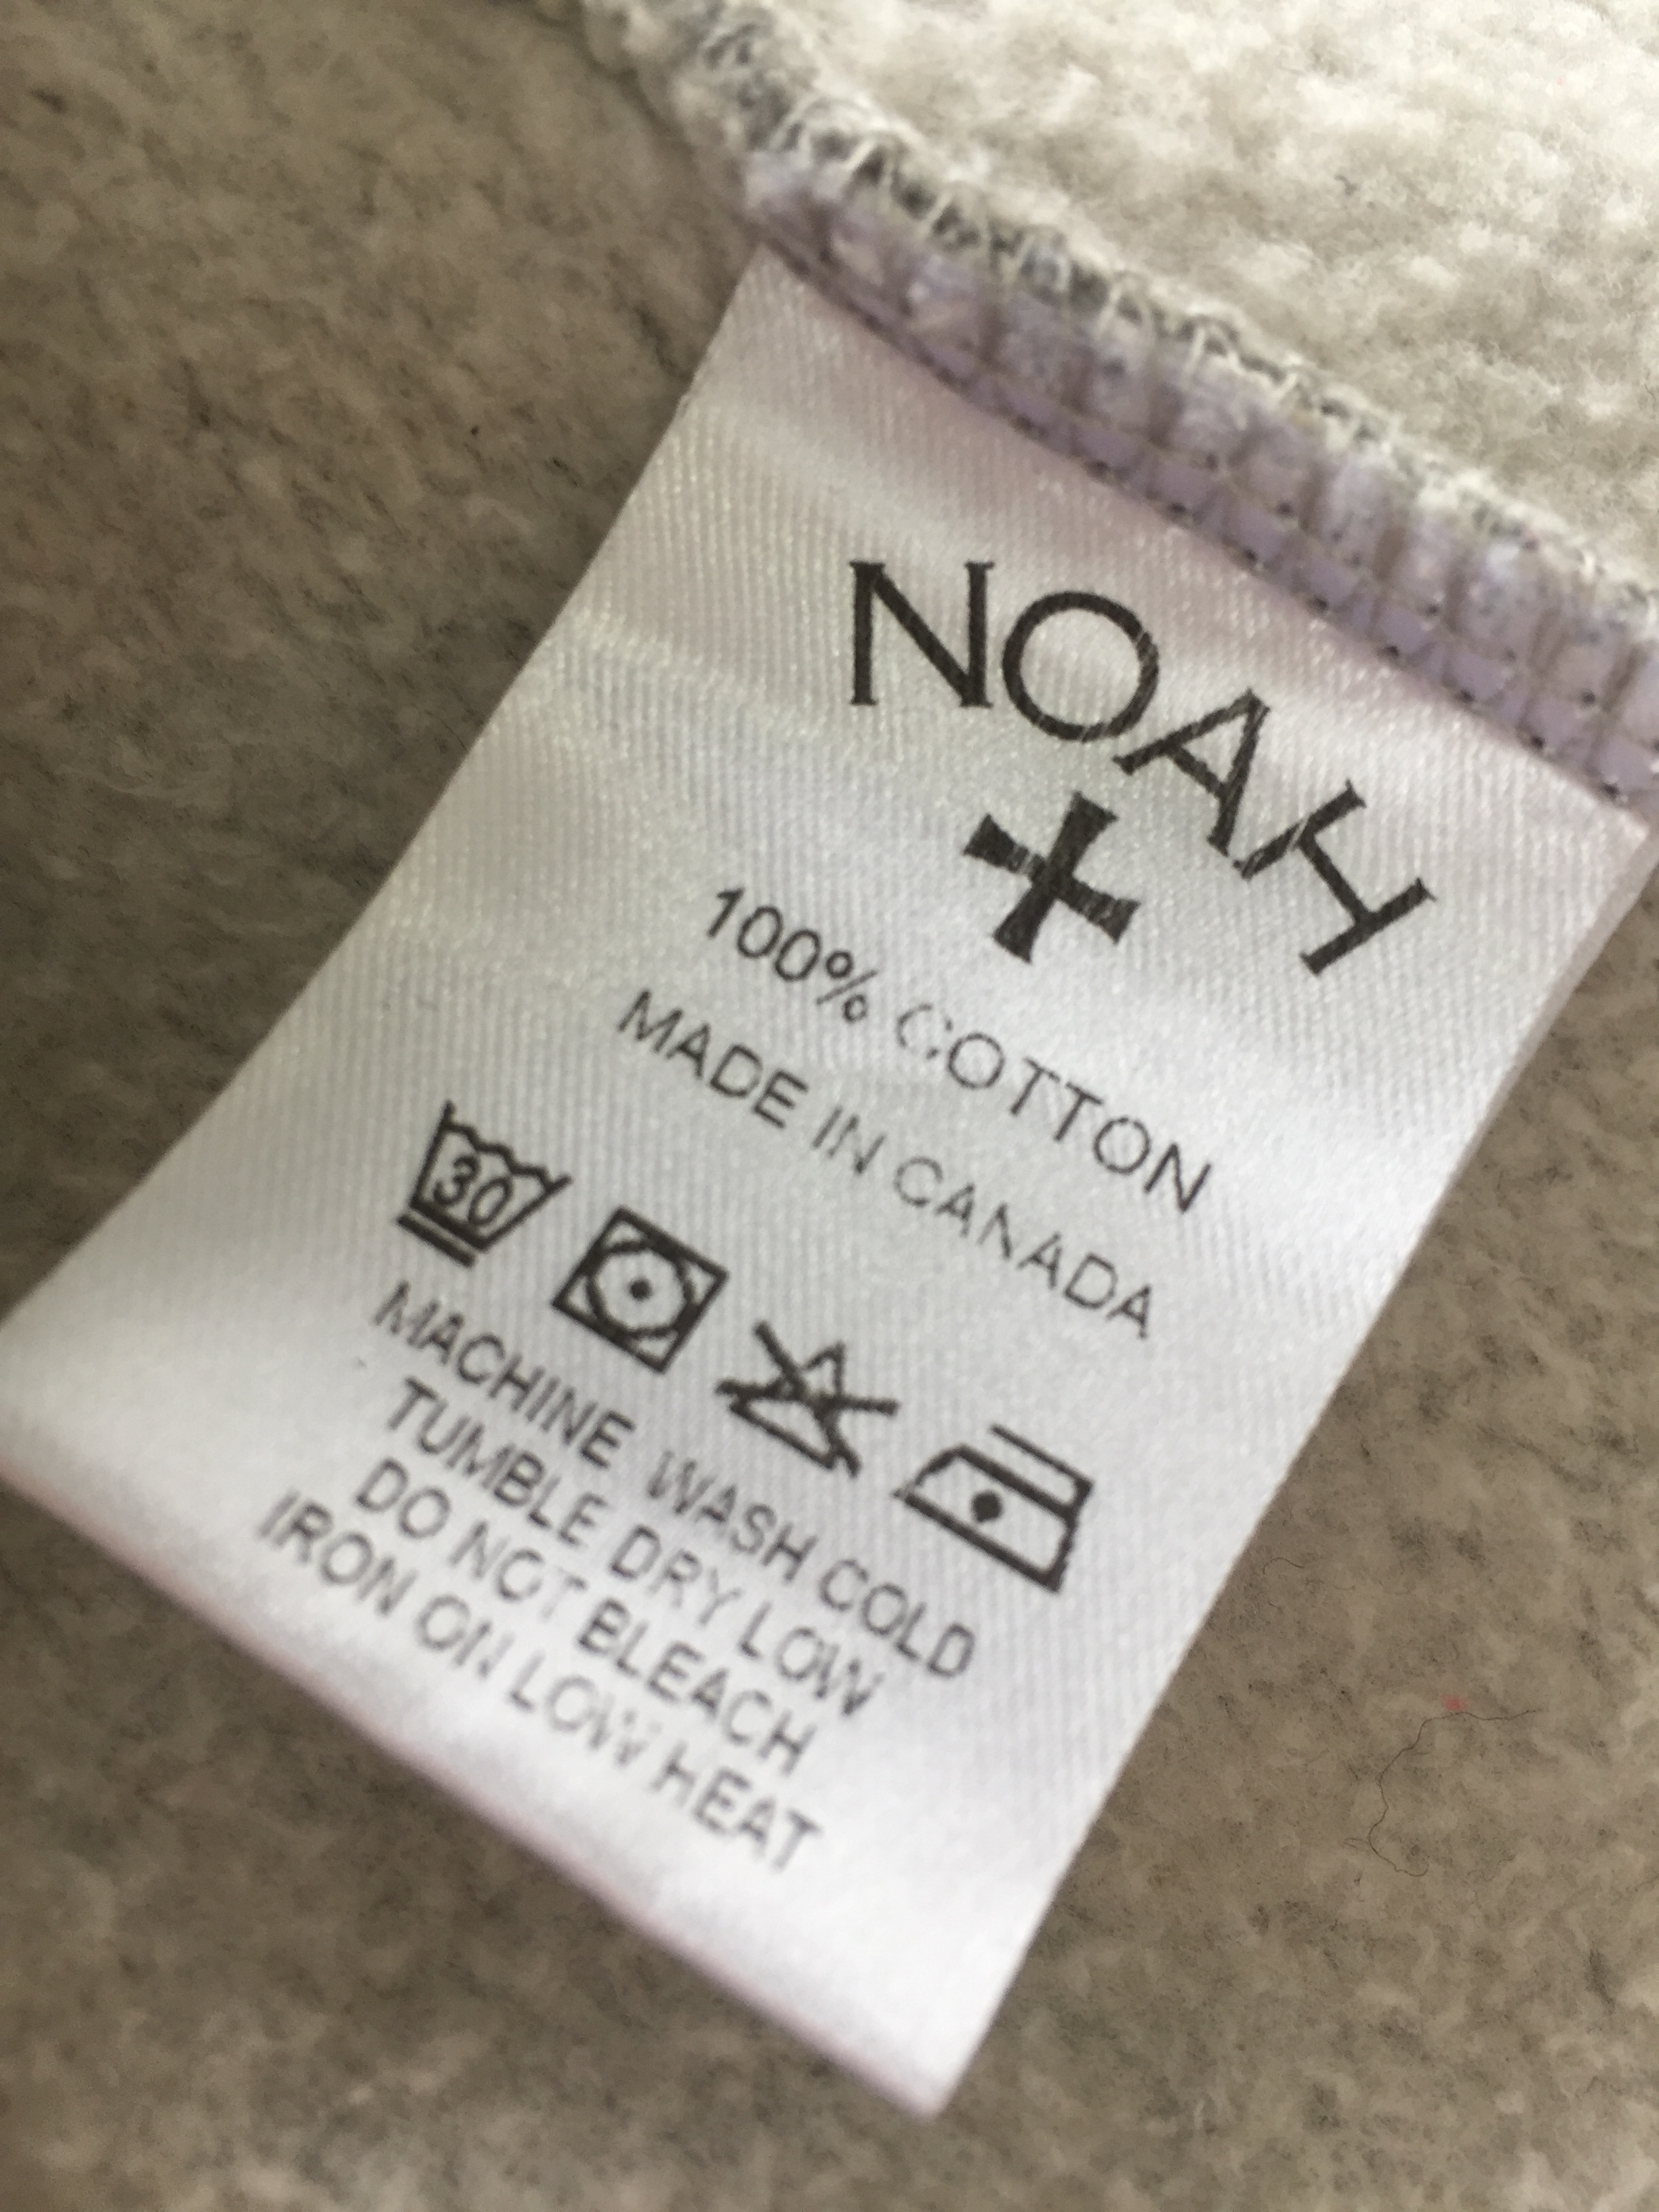 NOAH
100% COTTON
MADE IN CANADA
30
MACHINE WASH COLD
TUMBLE DRY LOW
DO NOT BLEACH
IRON ON LOW HEAT